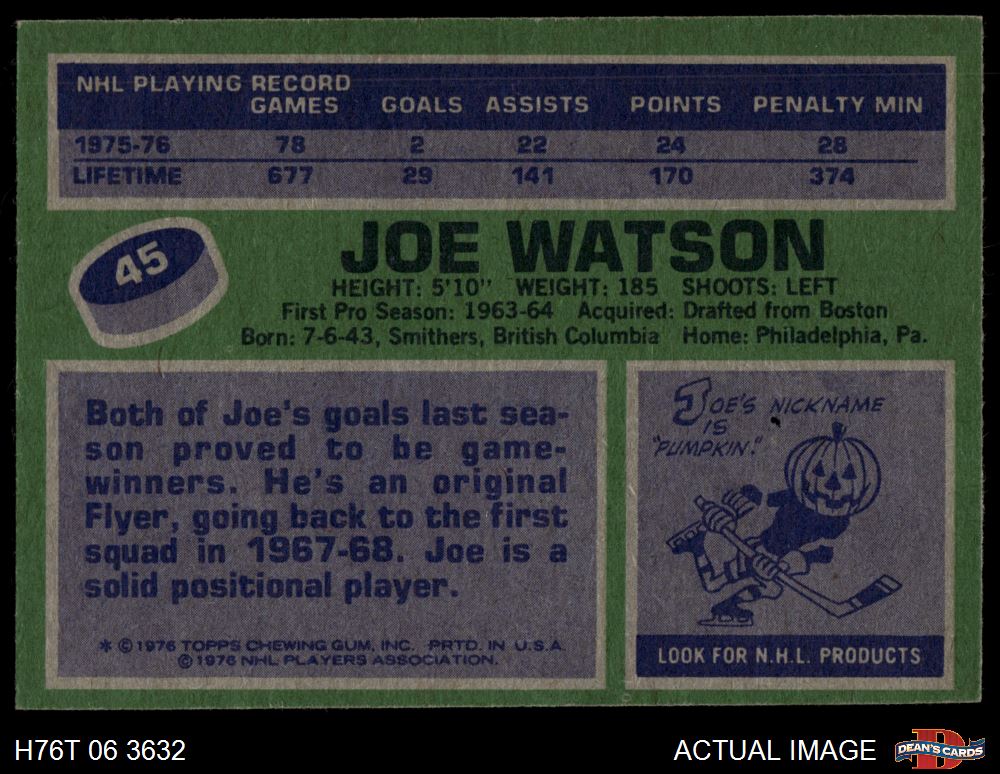 NHL PLAYING RECORD
GAMES GOALS ASSISTS POINTS PENALTY MIN
1975-76 78 2 22 24 28
LIFETIME 677 29 141 170 374
45
JOE WATSON
HEIGHT: 5'10" WEIGHT: 185 SHOOTS: LEFT
First Pro Season: 1963-64 Acquired: Drafted from Boston
Born: 7-6-43, Smithers, British Columbia Home: Philadelphia, Pa.
Both of Joe's goals last sea-
son proved to be game-
winners. He's an original
Flyer, going back to the first
squad in 1967-68. Joe is a
solid positional player.
* © 1976 TOPPS CHEWING GUM, INC. PRTD. IN U.S.A.
© 1976 NHL PLAYERS ASSOCIATION.
JOE'S NICKNAME
IS
"PUMPKIN."
LOOK FOR N.H.L. PRODUCTS
H76T 06 3632
ACTUAL IMAGE
D
DEAN'S CARDS